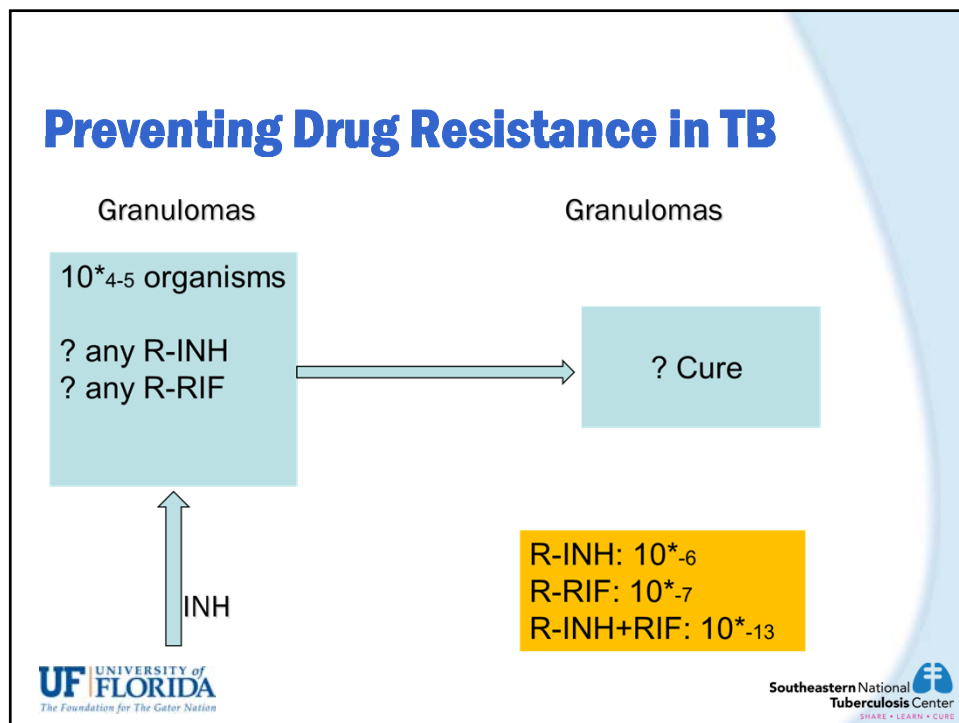 Preventing Drug Resistance in TB
Granulomas
Granulomas
10*4-5 organisms
? any R-INH
? any R-RIF
? Cure
INH
R-INH: 10*-6
R-RIF: 10*-7
R-INH+RIF: 10*-13
UF UNIVERSITY of
FLORIDA
The Foundation for The Gator Nation
Southeastern National
Tuberculosis Center
SHARE • LEARN • CURE